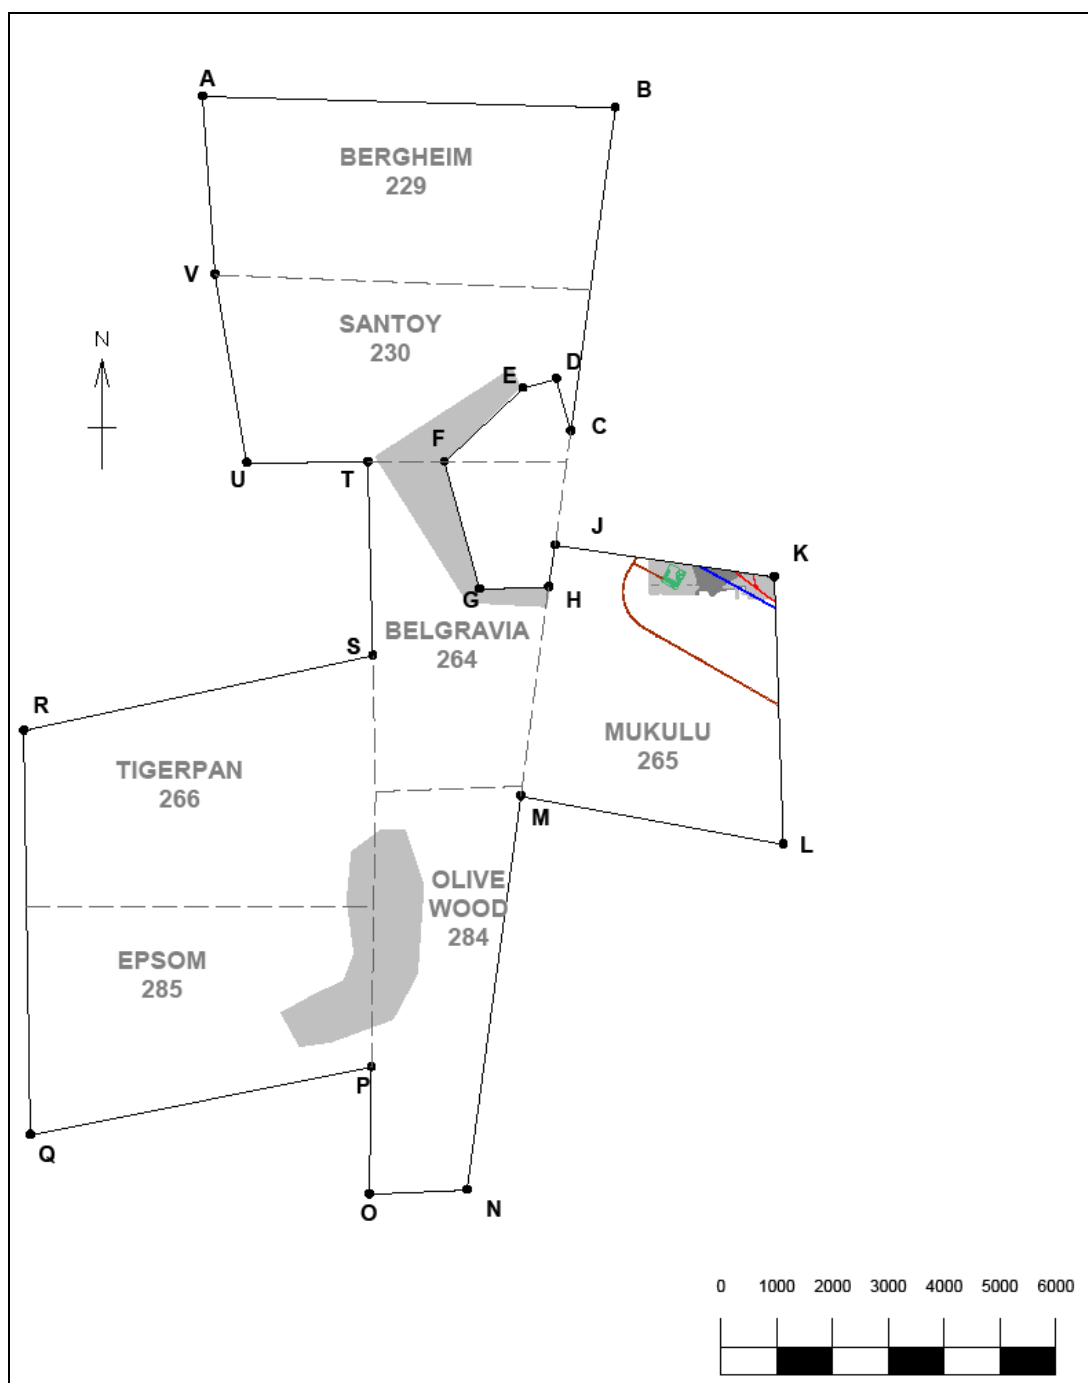 A
B
BERGHEIM
229
V
SANTOY
230
N
D
E
C
F
U
T
J
K
G
H
BELGRAVIA
264
S
R
MUKULU
265
TIGERPAN
266
M
L
OLIVE
WOOD
284
EPSOM
285
P
Q
O
N
0 1000 2000 3000 4000 5000 6000